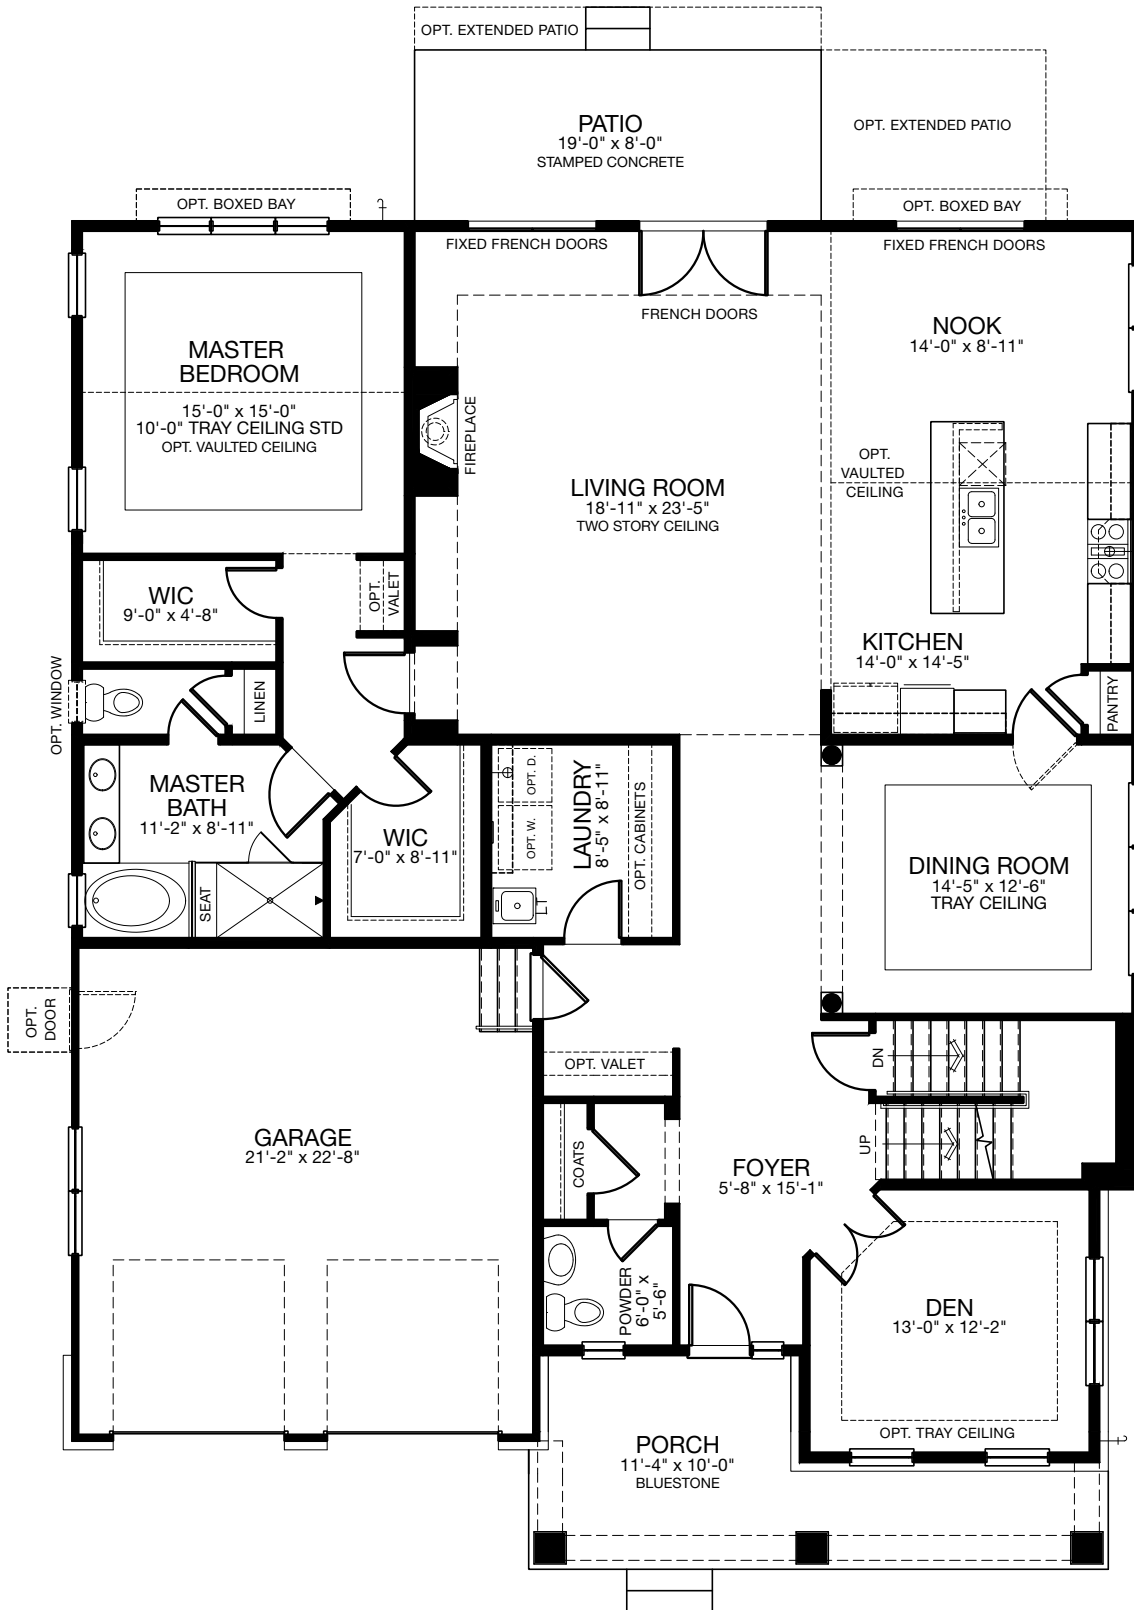 OPT. EXTENDED PATIO
PATIO
19'-0" x 8'-0"
STAMPED CONCRETE
OPT. EXTENDED PATIO
OPT. BOXED BAY
OPT. BOXED BAY
FIXED FRENCH DOORS
FIXED FRENCH DOORS
FRENCH DOORS
NOOK
14'-0" x 8'-11"
MASTER
BEDROOM
15'-0" x 15'-0"
10'-0" TRAY CEILING STD
OPT. VAULTED CEILING
FIREPLACE
LIVING ROOM
18'-11" x 23'-5"
TWO STORY CEILING
OPT.
VAULTED
CEILING
WIC
9'-0" x 4'-8"
OPT.
VALET
KITCHEN
14'-0" x 14'-5"
OPT. WINDOW
LINEN
PANTRY
MASTER
BATH
11'-2" x 8'-11"
SEAT
WIC
7'-0" x 8'-11"
OPT. D.
OPT. W.
LAUNDRY
8'-5" x 8'-11"
OPT. CABINETS
DINING ROOM
14'-5" x 12'-6"
TRAY CEILING
OPT.
DOOR
OPT. VALET
DN
UP
GARAGE
21'-2" x 22'-8"
COATS
FOYER
5'-8" x 15'-1"
POWDER
6'-0" x
5'-6"
DEN
13'-0" x 12'-2"
OPT. TRAY CEILING
PORCH
11'-4" x 10'-0"
BLUESTONE